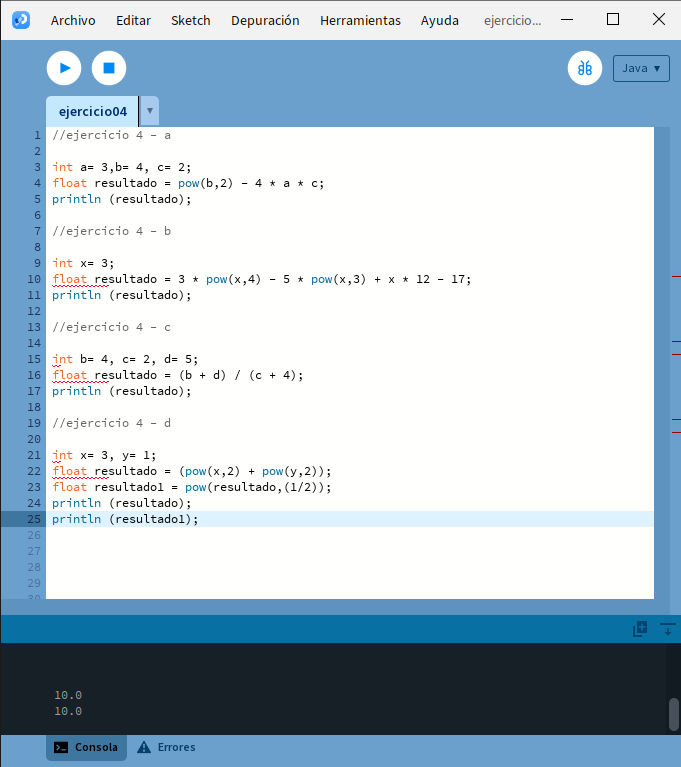 Archivo Editar Sketch Depuración Herramientas Ayuda ejercicio...
Java ▾
ejercicio04 ▾
1 //ejercicio 4 - a
2
3 int a= 3,b= 4, c= 2;
4 float resultado = pow(b,2) - 4 * a * c;
5 println (resultado);
6
7 //ejercicio 4 - b
8
9 int x= 3;
10 float resultado = 3 * pow(x,4) - 5 * pow(x,3) + x * 12 - 17;
11 println (resultado);
12
13 //ejercicio 4 - c
14
15 int b= 4, c= 2, d= 5;
16 float resultado = (b + d) / (c + 4);
17 println (resultado);
18
19 //ejercicio 4 - d
20
21 int x= 3, y= 1;
22 float resultado = (pow(x,2) + pow(y,2));
23 float resultado1 = pow(resultado,(1/2));
24 println (resultado);
25 println (resultado1);
26
27
28
29
30
10.0
10.0
Consola Errores